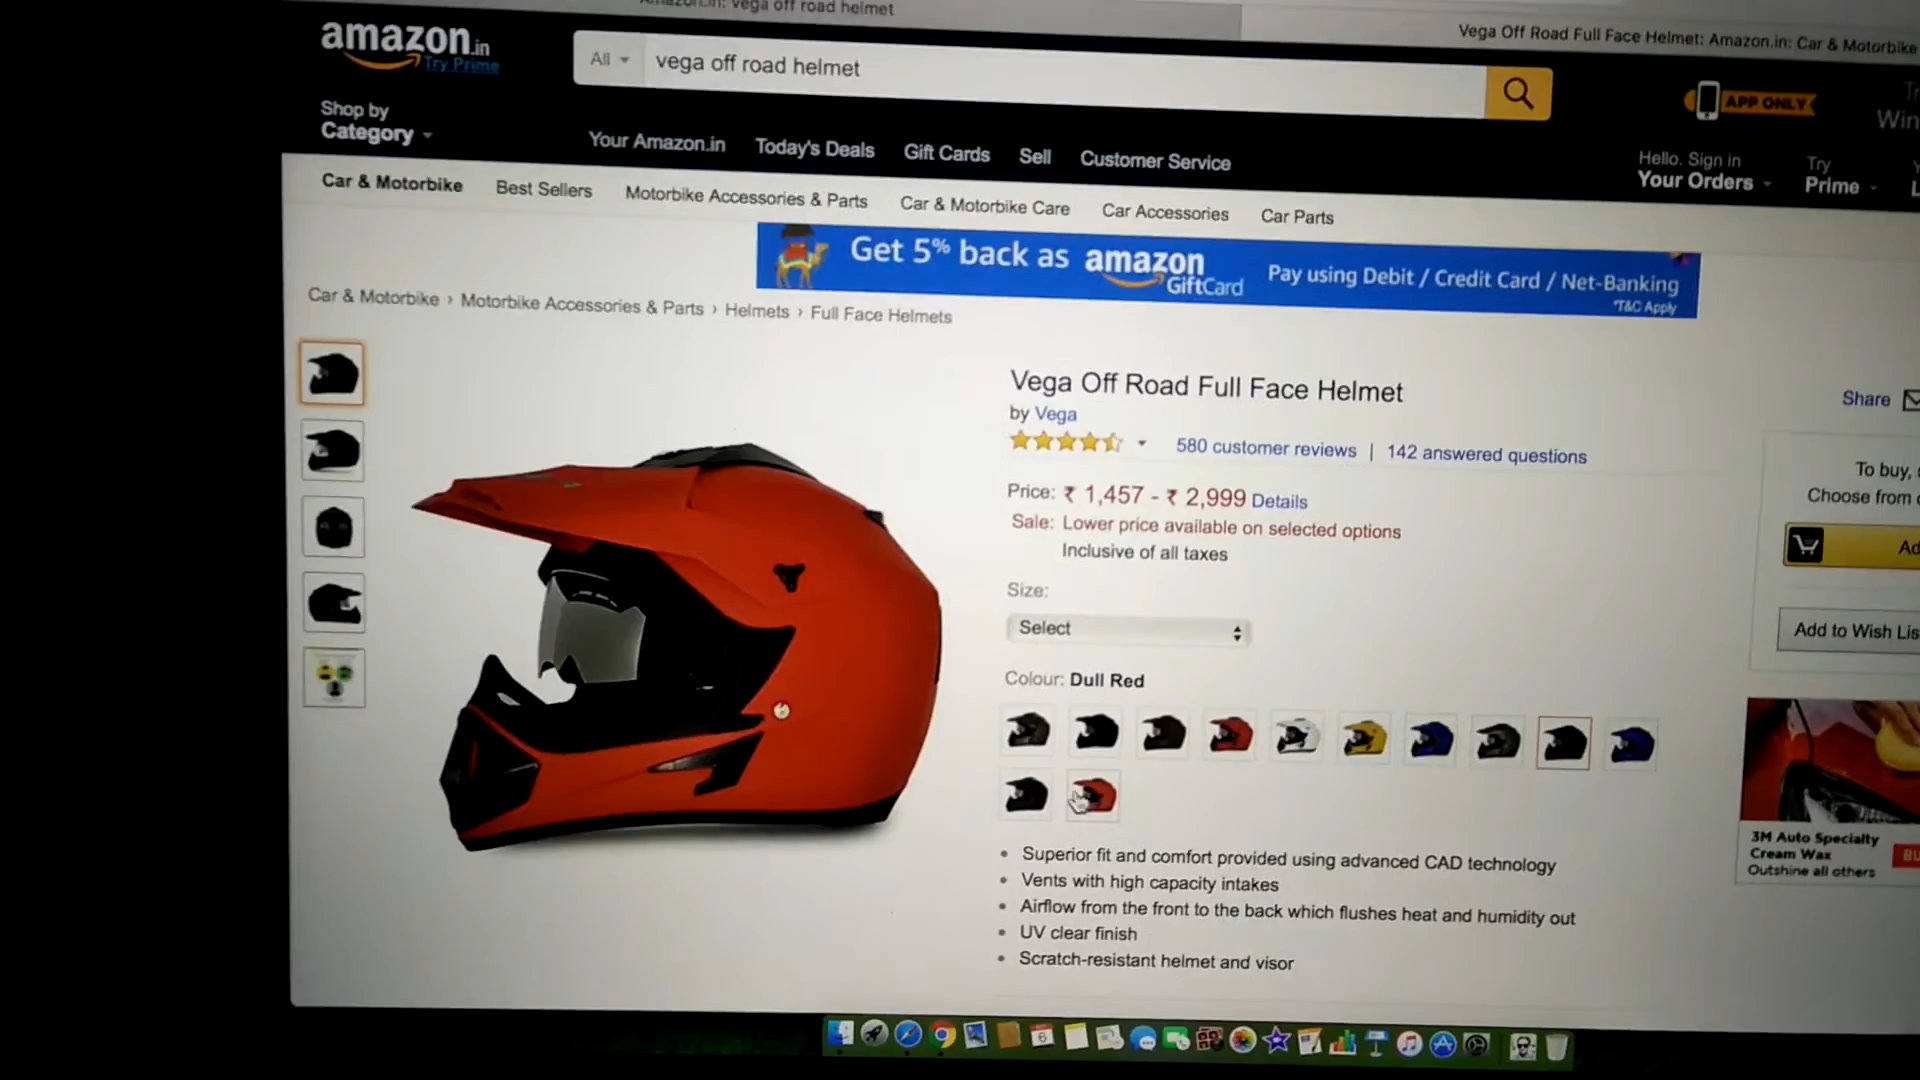 Amazon.in: vega off road helmet
Vega Off Road Full Face Helmet: Amazon.in: Car & Motorbike
amazon.in
Try Prime
All
vega off road helmet
APP ONLY
Shop by
Category
Your Amazon.in
Today's Deals
Gift Cards
Sell
Customer Service
Hello. Sign in
Your Orders
Try
Prime
Car & Motorbike
Best Sellers
Motorbike Accessories & Parts
Car & Motorbike Care
Car Accessories
Car Parts
Get 5% back as amazon GiftCard
Pay using Debit / Credit Card / Net-Banking
*T&C Apply
Car & Motorbike › Motorbike Accessories & Parts › Helmets › Full Face Helmets
Vega Off Road Full Face Helmet
by Vega
580 customer reviews | 142 answered questions
Share
Price: ₹ 1,457 - ₹ 2,999 Details
Sale: Lower price available on selected options
Inclusive of all taxes
To buy,
Choose from
Size:
Select
Add to Wish Lis
Colour: Dull Red
Superior fit and comfort provided using advanced CAD technology
Vents with high capacity intakes
Airflow from the front to the back which flushes heat and humidity out
UV clear finish
Scratch-resistant helmet and visor
3M Auto Specialty
Cream Wax
Outshine all others
6